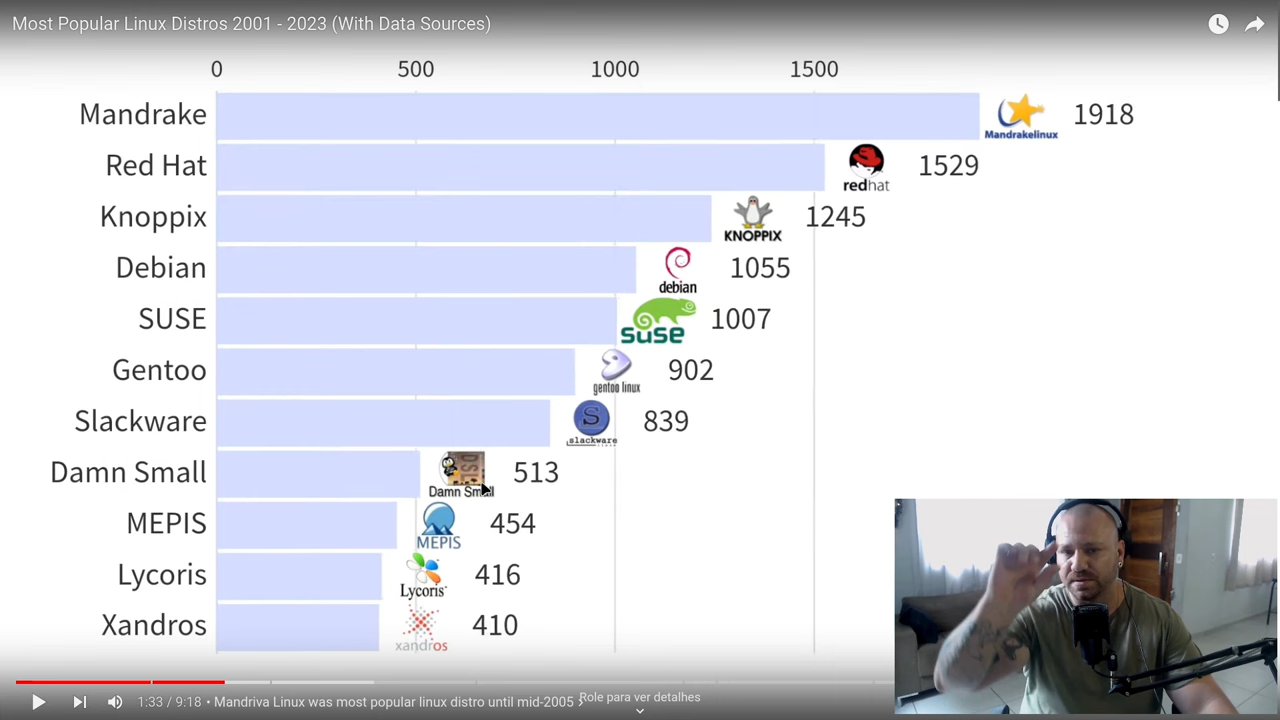 Most Popular Linux Distros 2001 - 2023 (With Data Sources)
0 500 1000 1500
Mandrake Mandrakelinux 1918
Red Hat redhat 1529
Knoppix KNOPPIX 1245
Debian debian 1055
SUSE SUSE 1007
Gentoo gentoo linux 902
Slackware S slackware 839
Damn Small DSL Damn Small 513
MEPIS MEPIS 454
Lycoris Lycoris 416
Xandros xandros 410
1:33 / 9:18 • Mandriva Linux was most popular linux distro until mid-2005 ›
Role para ver detalhes